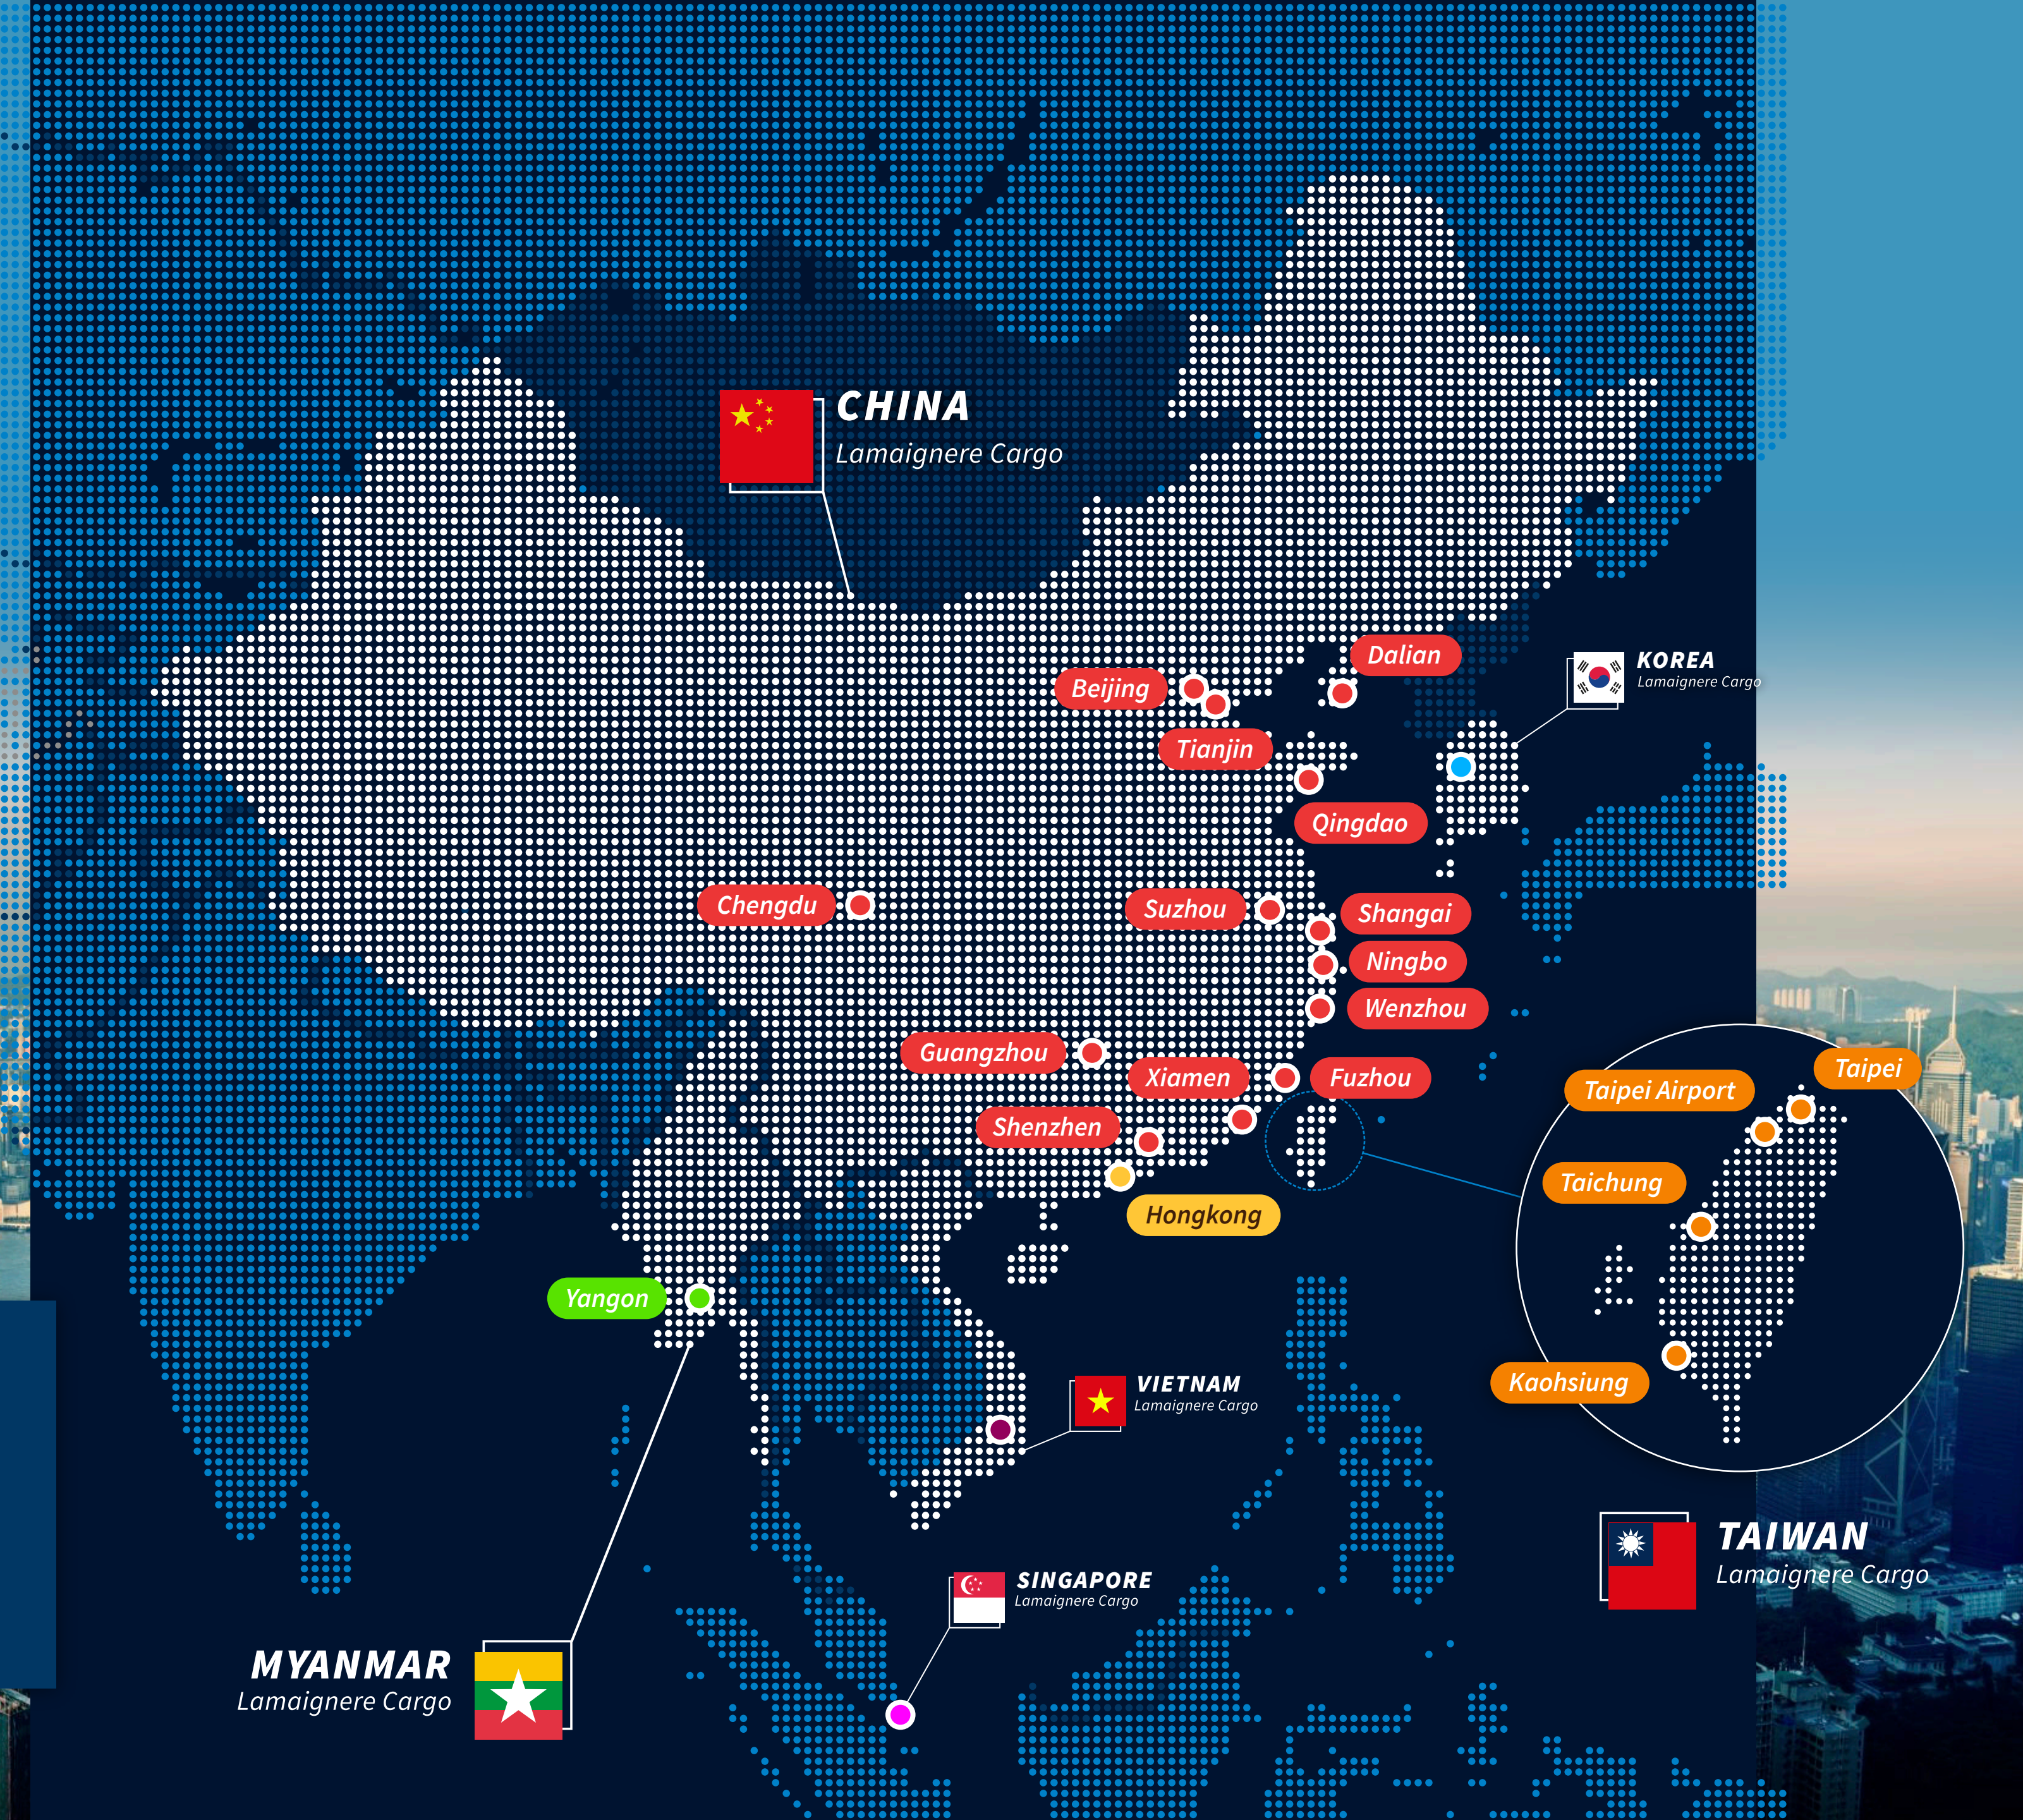 CHINA
Lamaignere Cargo
Dalian
KOREA
Lamaignere Cargo
Beijing
Tianjin
Qingdao
Chengdu
Suzhou
Shangai
Ningbo
Wenzhou
Guangzhou
Xiamen
Fuzhou
Shenzhen
Hongkong
Taipei
Taipei Airport
Taichung
Kaohsiung
Yangon
VIETNAM
Lamaignere Cargo
TAIWAN
Lamaignere Cargo
SINGAPORE
Lamaignere Cargo
MYANMAR
Lamaignere Cargo